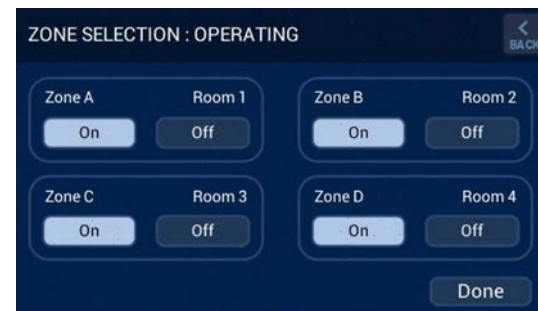 ZONE SELECTION : OPERATING
BACK
Zone A Room 1
On Off
Zone B Room 2
On Off
Zone C Room 3
On Off
Zone D Room 4
On Off
Done